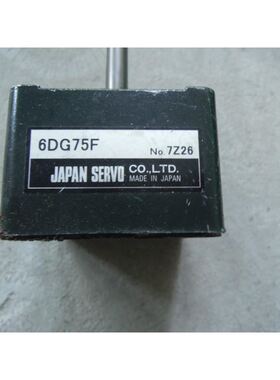 6DG75F No. 7Z26
JAPAN SERVO CO.,LTD.
MADE IN JAPAN